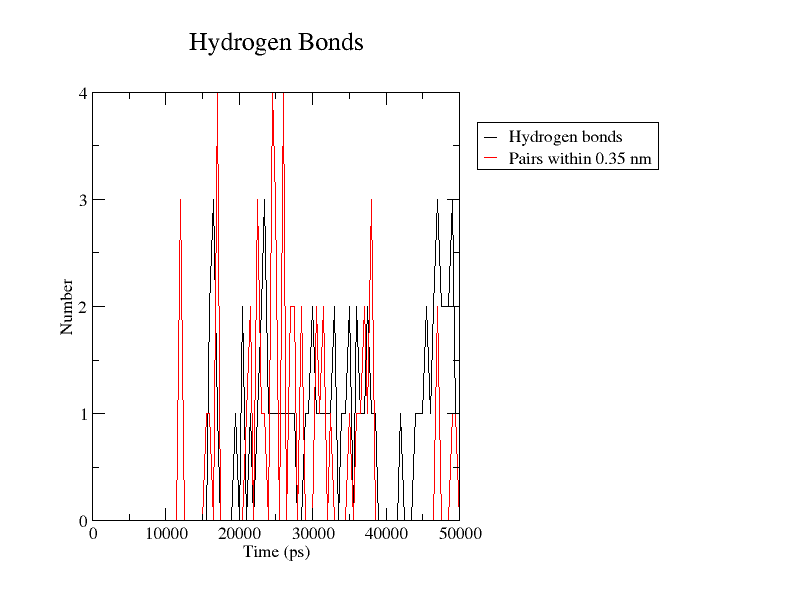 Hydrogen Bonds
4
3
2
1
0
Number
0 10000 20000 30000 40000 50000
Time (ps)
Hydrogen bonds
Pairs within 0.35 nm